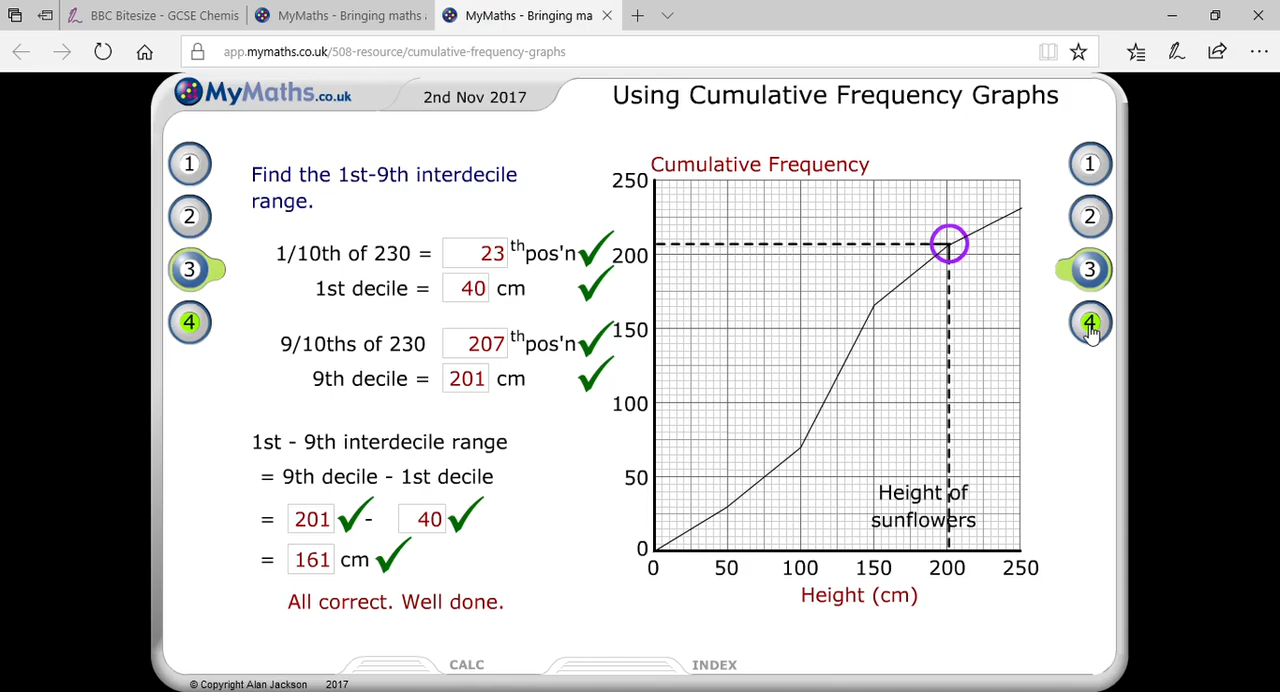 BBC Bitesize - GCSE Chemis
MyMaths - Bringing maths
MyMaths - Bringing ma
app.mymaths.co.uk/508-resource/cumulative-frequency-graphs
MyMaths.co.uk
2nd Nov 2017
Using Cumulative Frequency Graphs
1
2
3
4
Find the 1st-9th interdecile
range.
1/10th of 230 = 23 th pos'n
1st decile = 40 cm
9/10ths of 230 207 th pos'n
9th decile = 201 cm
1st - 9th interdecile range
= 9th decile - 1st decile
= 201 - 40
= 161 cm
All correct. Well done.
Cumulative Frequency
250
200
150
100
50
0
Height of
sunflowers
0 50 100 150 200 250
Height (cm)
1
2
3
4
CALC
INDEX
© Copyright Alan Jackson 2017